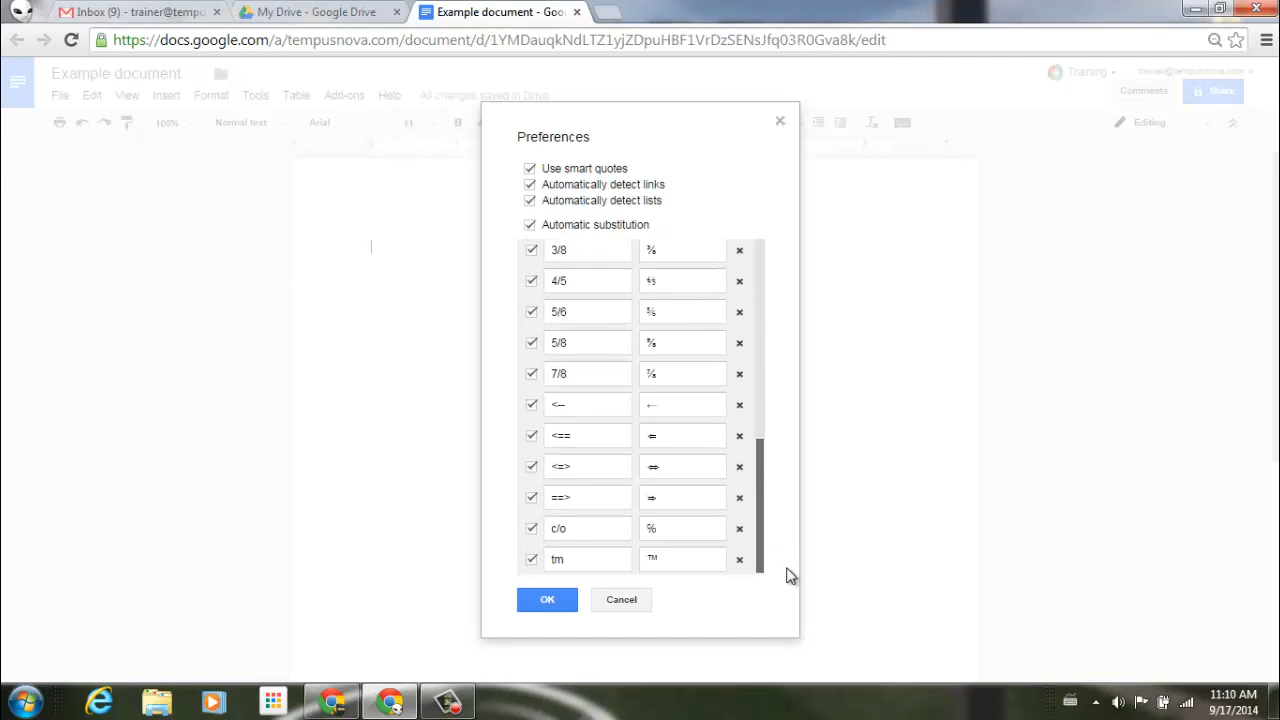 Inbox (9) - trainer@tempu
My Drive - Google Drive
Example document - Goo
https://docs.google.com/a/tempusnova.com/document/d/1YMDauqkNdLTZ1yjZDpuHBF1VrDzSENsJfq03R0Gva8k/edit
Example document
Training
trainer@tempusnova.com
File Edit View Insert Format Tools Table Add-ons Help All changes saved in Drive
Comments
Share
100% Normal text Arial 11 B
Editing
Preferences
Use smart quotes
Automatically detect links
Automatically detect lists
Automatic substitution
3/8 ⅜
4/5 ⅘
5/6 ⅚
5/8 ⅝
7/8 ⅞
<-- ←
<== ⇐
<=> ⇔
==> ⇒
c/o ℅
tm ™
OK Cancel
11:10 AM
9/17/2014